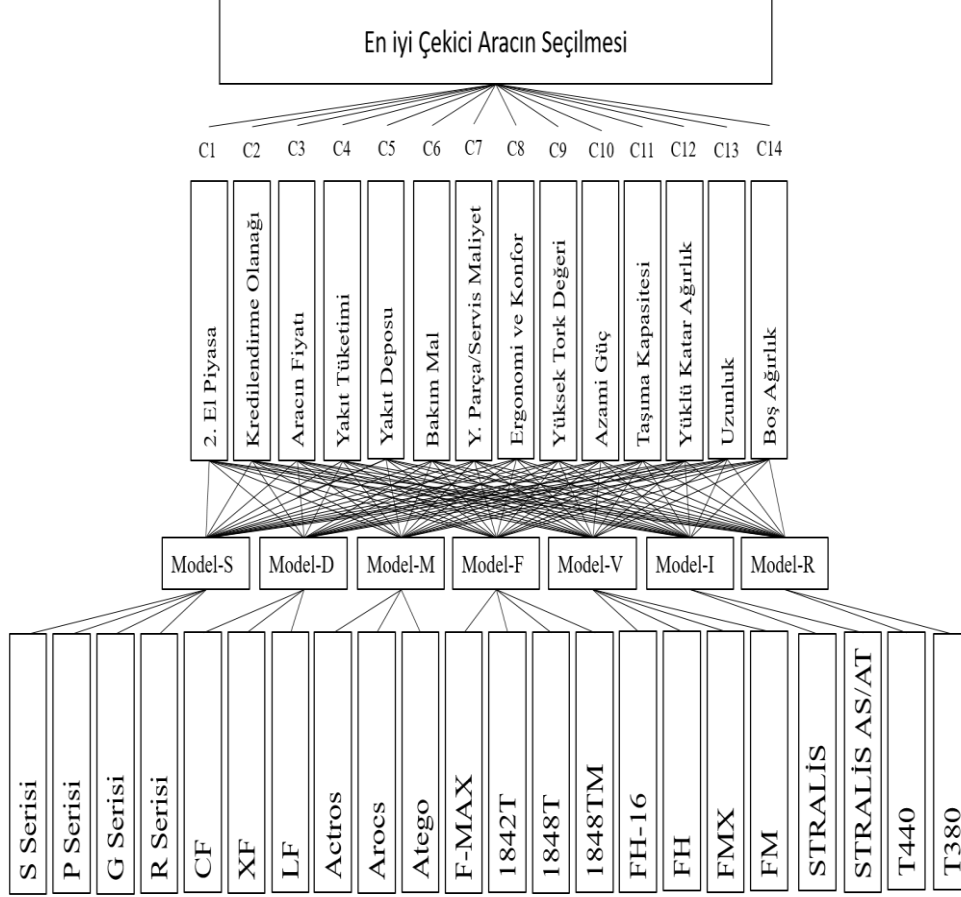 En iyi Çekici Aracın Seçilmesi
C1 C2 C3 C4 C5 C6 C7 C8 C9 C10 C11 C12 C13 C14
2. El Piyasa
Kredilendirme Olanağı
Aracın Fiyatı
Yakıt Tüketimi
Yakıt Deposu
Bakım Mal
Y. Parça/Servis Maliyet
Ergonomi ve Konfor
Yüksek Tork Değeri
Azami Güç
Taşıma Kapasitesi
Yüklü Katar Ağırlık
Uzunluk
Boş Ağırlık
Model-S Model-D Model-M Model-F Model-V Model-I Model-R
S Serisi
P Serisi
G Serisi
R Serisi
CF
XF
LF
Actros
Arocs
Atego
F-MAX
1842T
1848T
1848TM
FH-16
FH
FMX
FM
STRALİS
STRALİS AS/AT
T440
T380